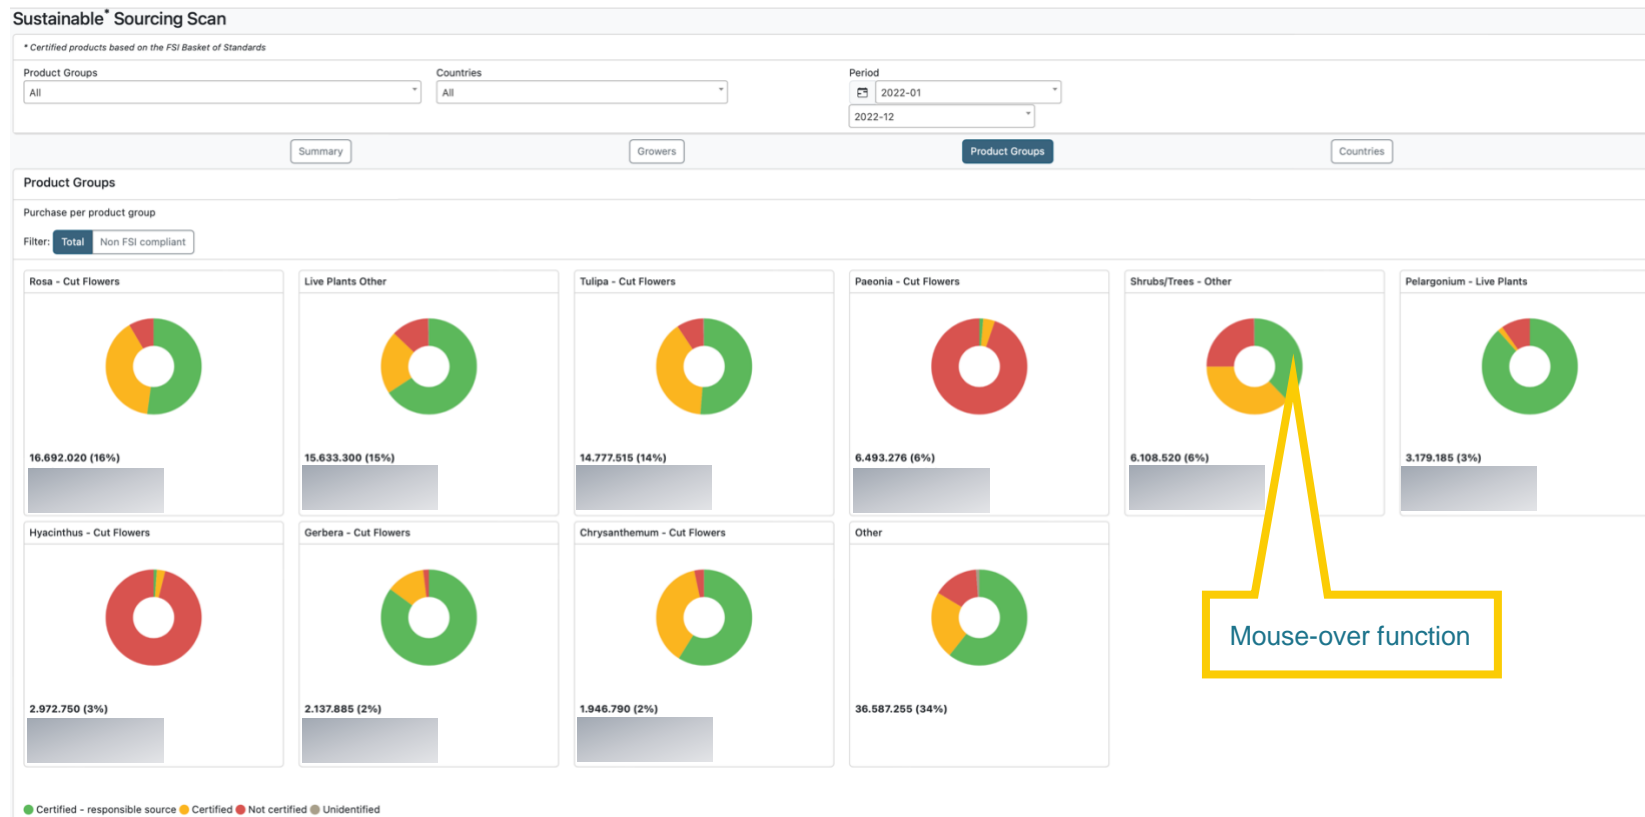 Sustainable* Sourcing Scan
* Certified products based on the FSI Basket of Standards
Product Groups Countries Period
All All 2022-01
2022-12
Summary Growers Product Groups Countries
Product Groups
Purchase per product group
Filter: Total Non FSI compliant
Rosa - Cut Flowers Live Plants Other Tulipa - Cut Flowers Paeonia - Cut Flowers Shrubs/Trees - Other Pelargonium - Live Plants
16.692.020 (16%) 15.633.300 (15%) 14.777.515 (14%) 6.493.276 (6%) 6.108.520 (6%) 3.179.185 (3%)
Hyacinthus - Cut Flowers Gerbera - Cut Flowers Chrysanthemum - Cut Flowers Other
Mouse-over function
2.972.750 (3%) 2.137.885 (2%) 1.946.790 (2%) 36.587.255 (34%)
Certified - responsible source Certified Not certified Unidentified